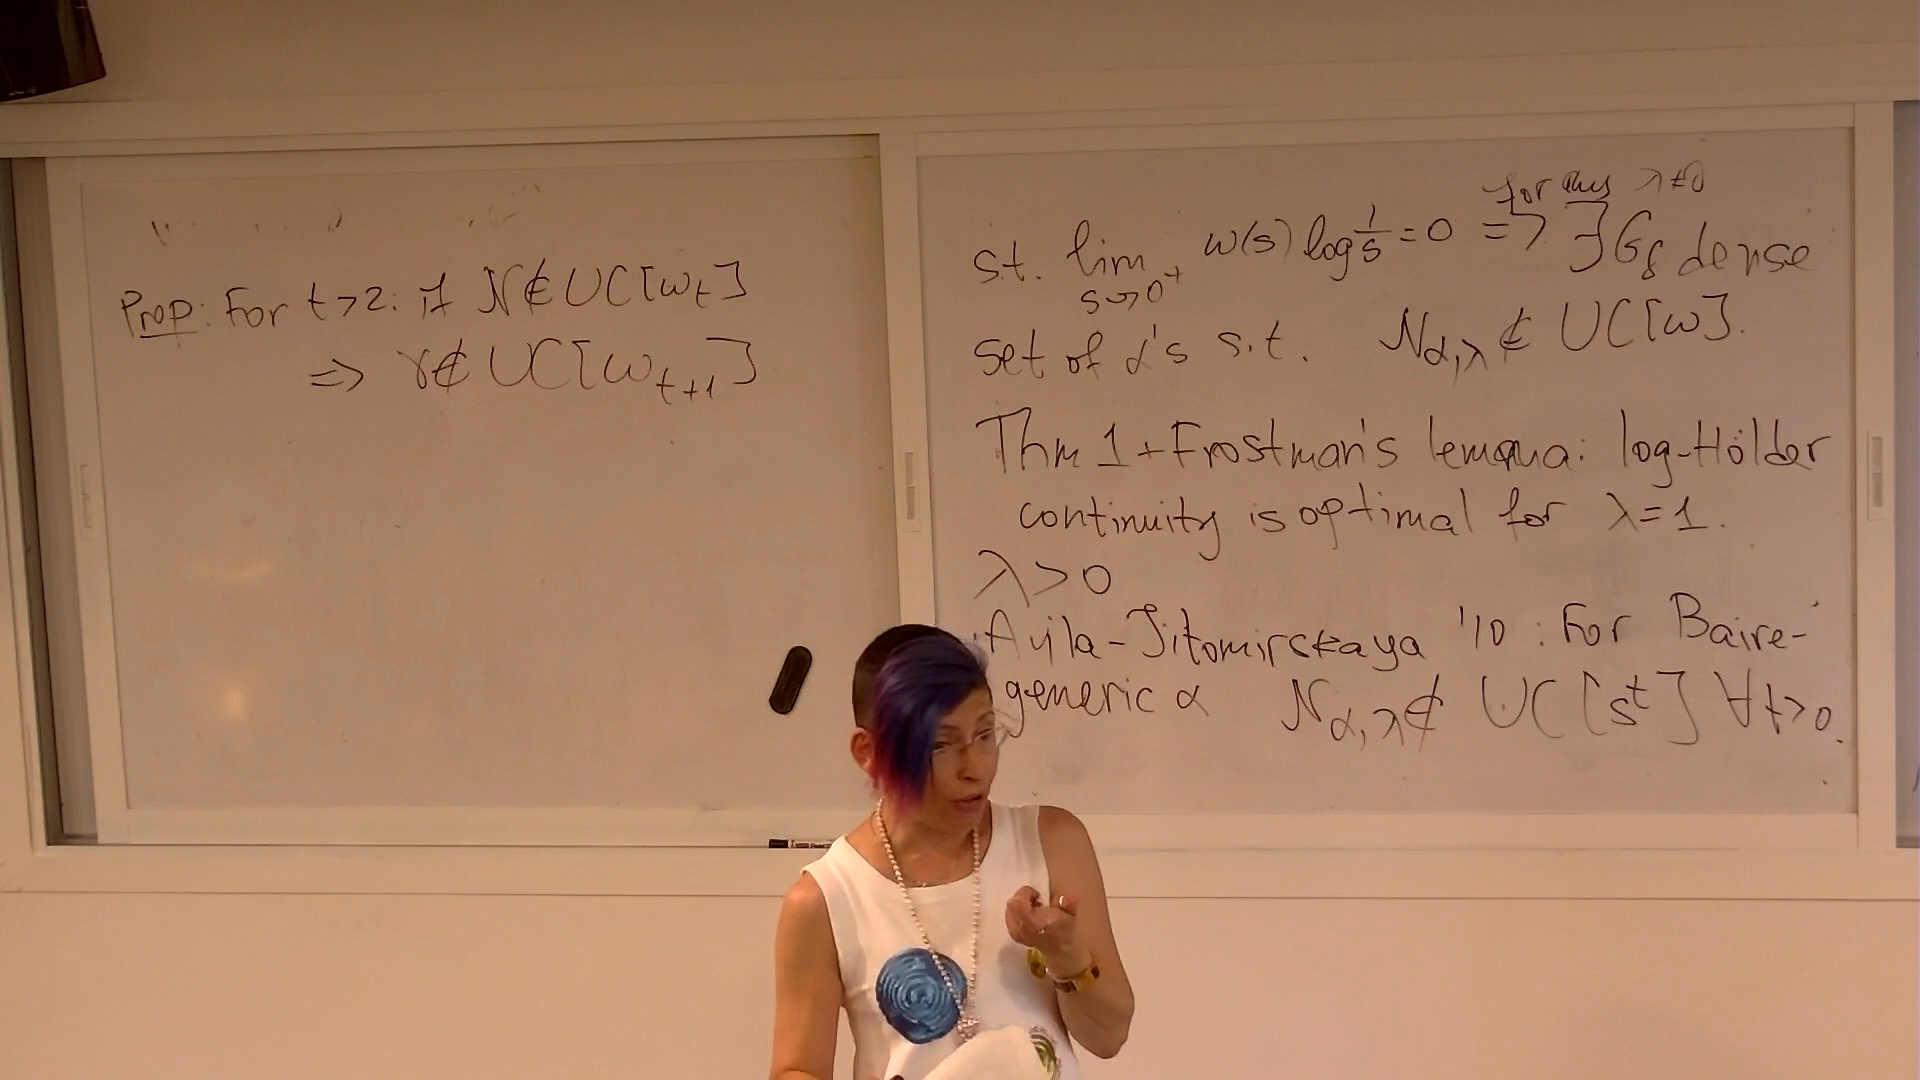 Prop: For t>2: if N∉UC[ω_t]
=> γ∉UC[ω_{t+1}]
for any λ≠0
s.t. lim_{s→0⁺} ω(s) log 1/s = 0 => ∃ G_δ dense
set of α's s.t. N_{α,λ} ∉ UC[ω].
Thm 1 + Frostman's lemma: log-Hölder
continuity is optimal for λ=1.
λ>0
Avila-Jitomirskaya '10: For Baire-
generic α N_{α,λ} ∉ UC[s^t] ∀t>0.